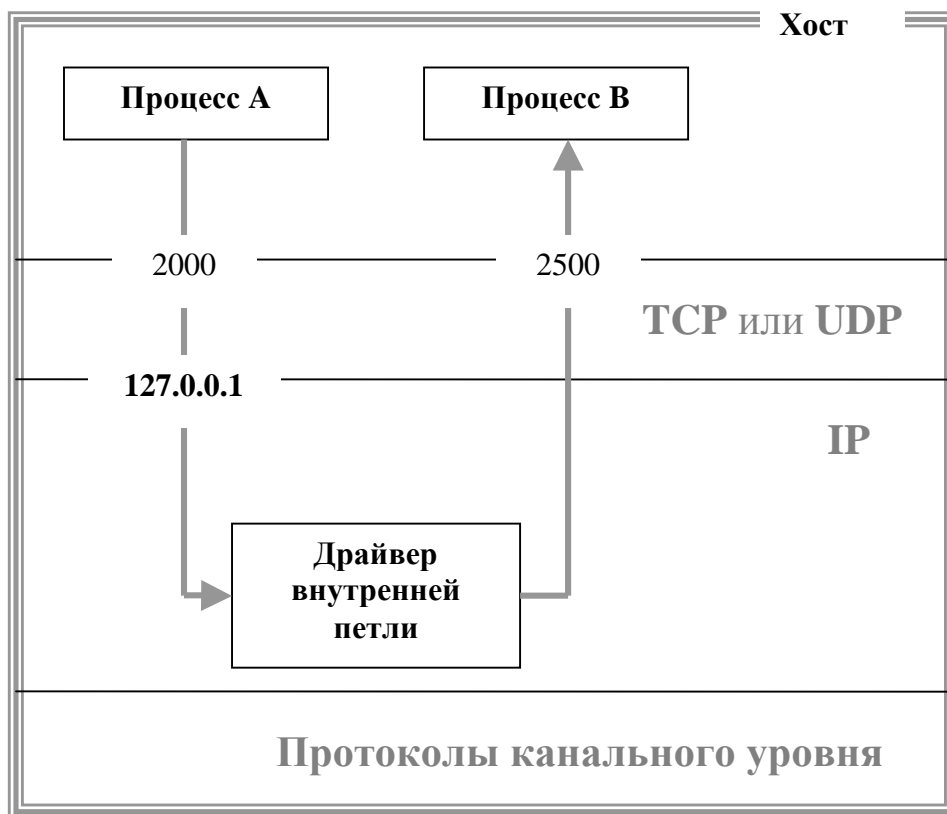 Хост
Процесс А
Процесс В
2000
2500
TCP или UDP
127.0.0.1
IP
Драйвер
внутренней
петли
Протоколы канального уровня